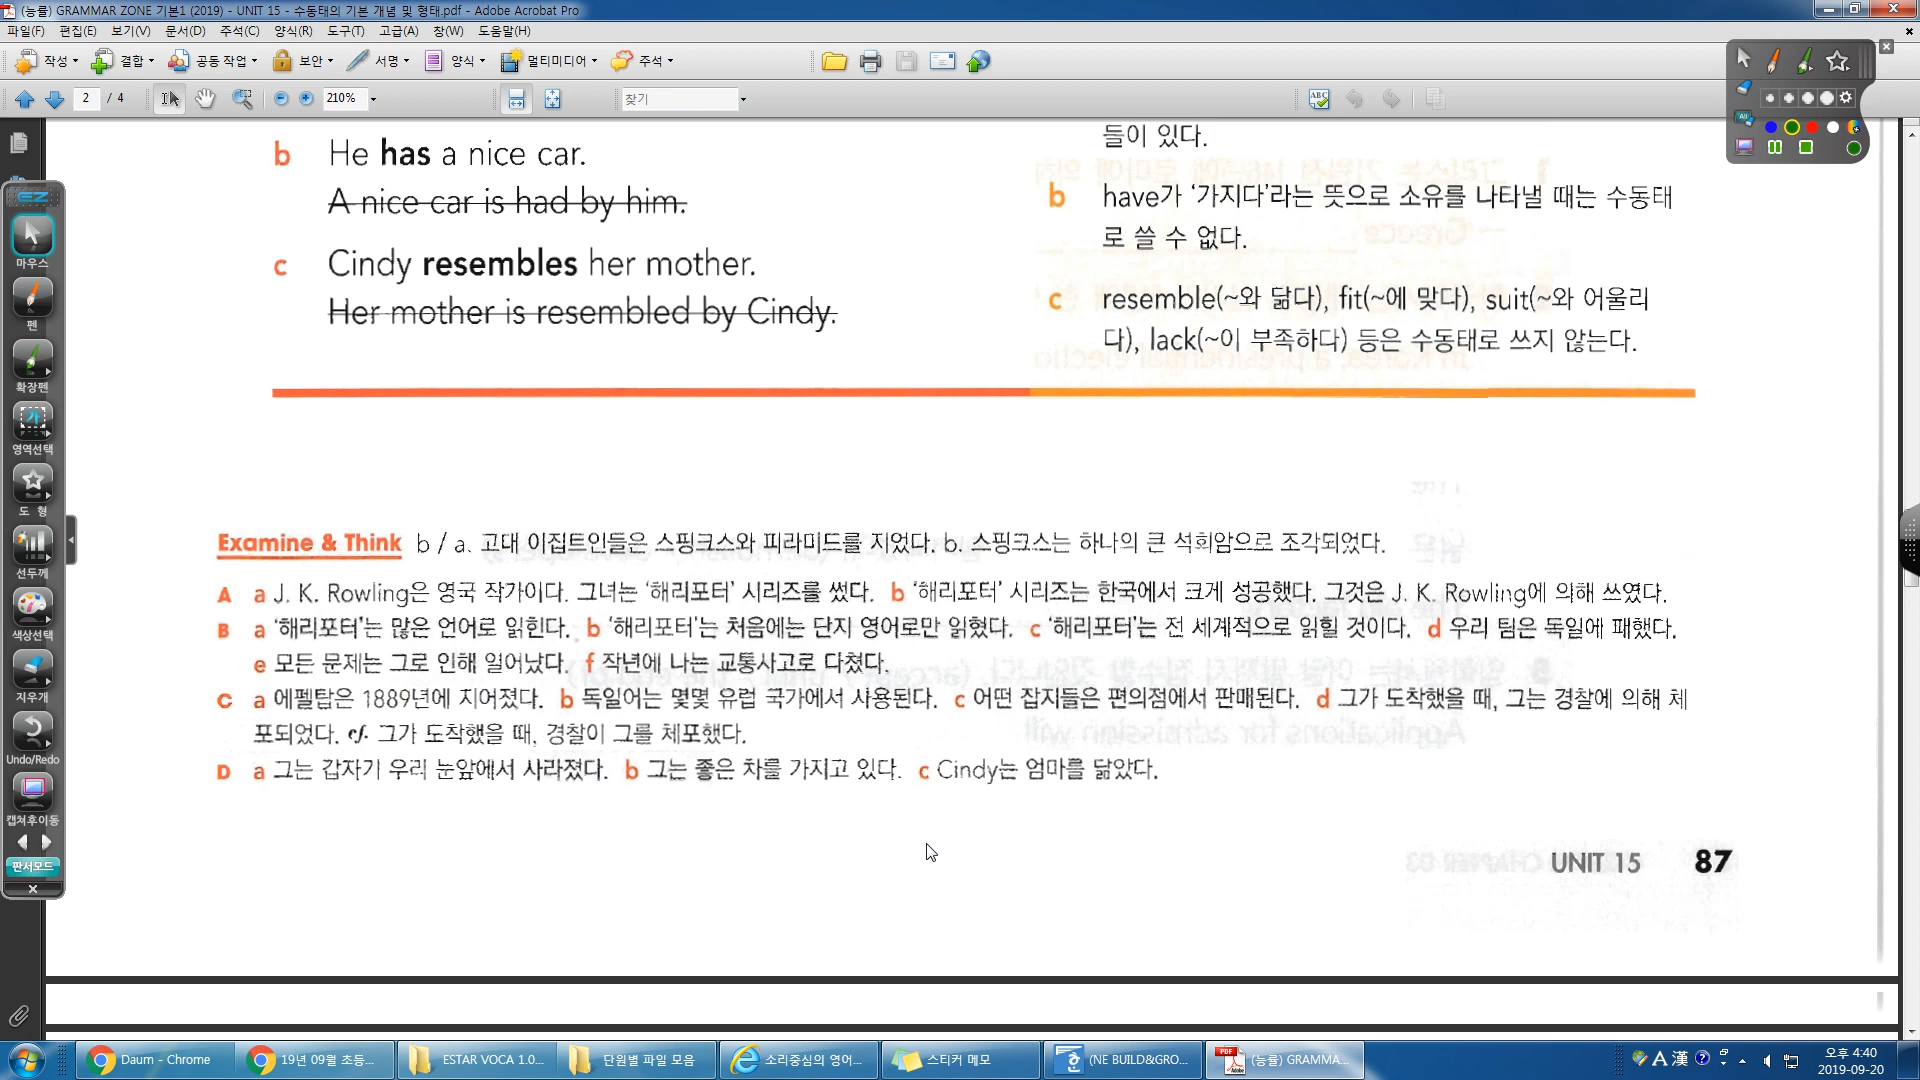 (능률) GRAMMAR ZONE 기본1 (2019) - UNIT 15 - 수동태의 기본 개념 및 형태.pdf - Adobe Acrobat Pro
파일(F) 편집(E) 보기(V) 문서(D) 주석(C) 양식(R) 도구(T) 고급(A) 창(W) 도움말(H)
작성 결합 공동 작업 보안 서명 양식 멀티미디어 주석
2 / 4 210% 찾기
들이 있다.
b He has a nice car.
A nice car is had by him.
b have가 ‘가지다’라는 뜻으로 소유를 나타낼 때는 수동태
로 쓸 수 없다.
c Cindy resembles her mother.
Her mother is resembled by Cindy.
c resemble(~와 닮다), fit(~에 맞다), suit(~와 어울리
다), lack(~이 부족하다) 등은 수동태로 쓰지 않는다.
Examine & Think b / a. 고대 이집트인들은 스핑크스와 피라미드를 지었다. b. 스핑크스는 하나의 큰 석회암으로 조각되었다.
A a J. K. Rowling은 영국 작가이다. 그녀는 ‘해리포터’ 시리즈를 썼다. b ‘해리포터’ 시리즈는 한국에서 크게 성공했다. 그것은 J. K. Rowling에 의해 쓰였다.
B a ‘해리포터’는 많은 언어로 읽힌다. b ‘해리포터’는 처음에는 단지 영어로만 읽혔다. c ‘해리포터’는 전 세계적으로 읽힐 것이다. d 우리 팀은 독일에 패했다.
e 모든 문제는 그로 인해 일어났다. f 작년에 나는 교통사고로 다쳤다.
C a 에펠탑은 1889년에 지어졌다. b 독일어는 몇몇 유럽 국가에서 사용된다. c 어떤 잡지들은 편의점에서 판매된다. d 그가 도착했을 때, 그는 경찰에 의해 체
포되었다. cf. 그가 도착했을 때, 경찰이 그를 체포했다.
D a 그는 갑자기 우리 눈앞에서 사라졌다. b 그는 좋은 차를 가지고 있다. c Cindy는 엄마를 닮았다.
UNIT 15 87
EZ
마우스
펜
확장펜
영역선택
도 형
선두께
색상선택
지우개
Undo/Redo
캡쳐후이동
판서모드
Daum - Chrome
19년 09월 초등...
ESTAR VOCA 1.0...
단원별 파일 모음
소리중심의 영어...
스티커 메모
(NE BUILD&GRO...
(능률) GRAMMA...
A 漢
오후 4:40
2019-09-20